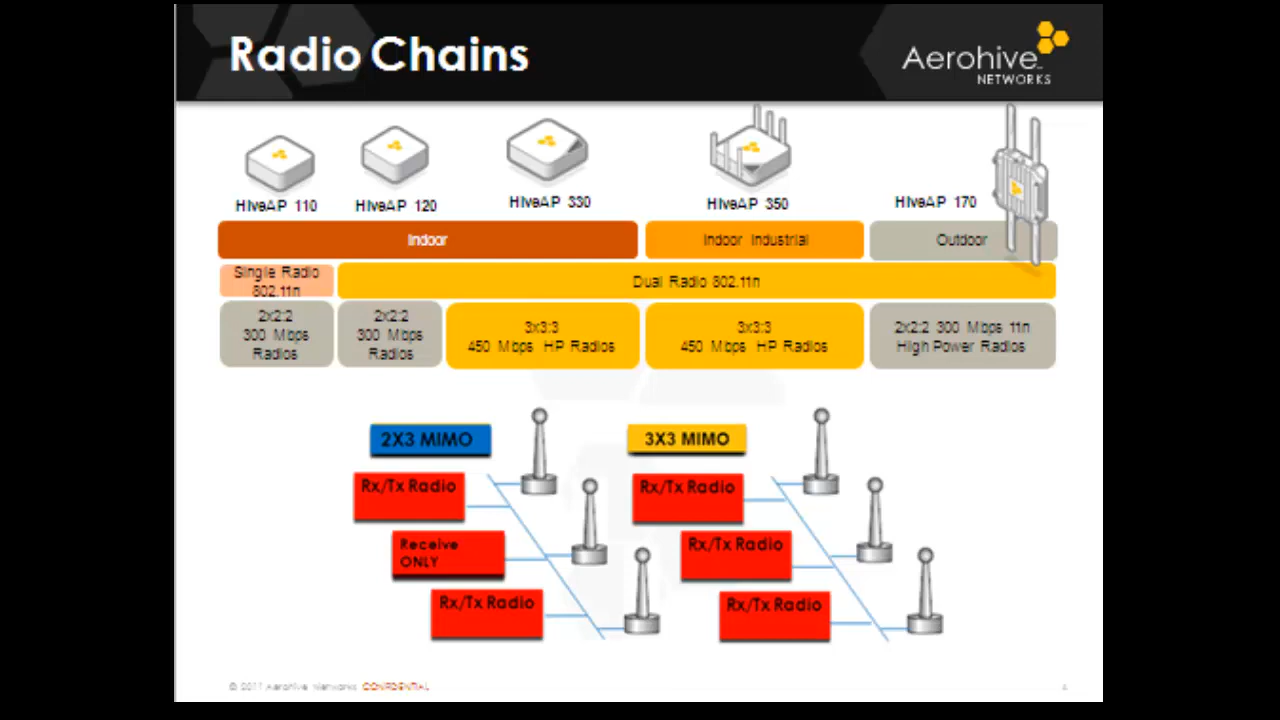 Radio Chains
Aerohive
NETWORKS
HiveAP 110
HiveAP 120
HiveAP 330
HiveAP 350
HiveAP 170
Indoor
Indoor Industrial
Outdoor
Single Radio
802.11n
Dual Radio 802.11n
2x2:2
300 Mbps
Radios
2x2:2
300 Mbps
Radios
3x3:3
450 Mbps HP Radios
3x3:3
450 Mbps HP Radios
2x2:2 300 Mbps 11n
High Power Radios
2X3 MIMO
3X3 MIMO
Rx/Tx Radio
Receive
ONLY
Rx/Tx Radio
Rx/Tx Radio
Rx/Tx Radio
Rx/Tx Radio
© 2011 Aerohive Networks CONFIDENTIAL